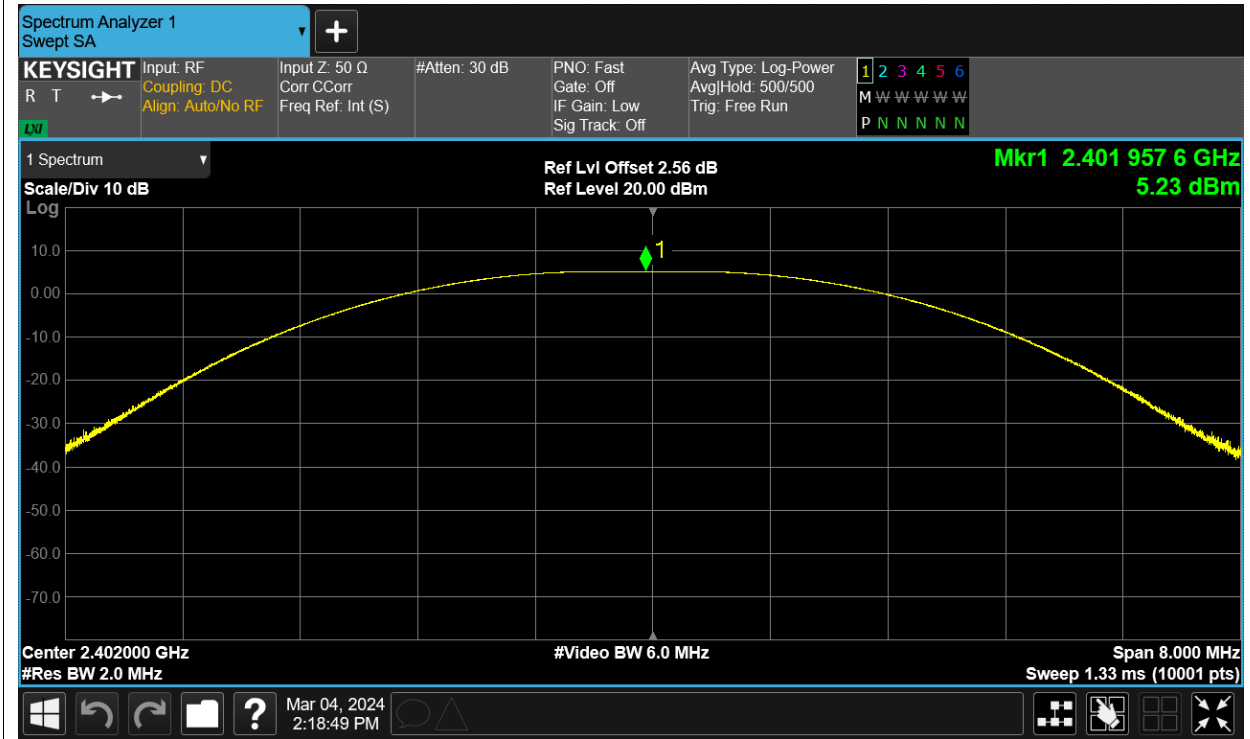 Spectrum Analyzer 1
Swept SA
KEYSIGHT
R T
LXI
Input: RF
Coupling: DC
Align: Auto/No RF
Input Z: 50 Ω
Corr CCorr
Freq Ref: Int (S)
#Atten: 30 dB
PNO: Fast
Gate: Off
IF Gain: Low
Sig Track: Off
Avg Type: Log-Power
Avg|Hold: 500/500
Trig: Free Run
1 2 3 4 5 6
M W W W W W
P N N N N N
1 Spectrum
Scale/Div 10 dB
Log
Ref Lvl Offset 2.56 dB
Ref Level 20.00 dBm
Mkr1 2.401 957 6 GHz
5.23 dBm
1
10.0
0.00
-10.0
-20.0
-30.0
-40.0
-50.0
-60.0
-70.0
Center 2.402000 GHz
#Res BW 2.0 MHz
#Video BW 6.0 MHz
Span 8.000 MHz
Sweep 1.33 ms (10001 pts)
?
Mar 04, 2024
2:18:49 PM